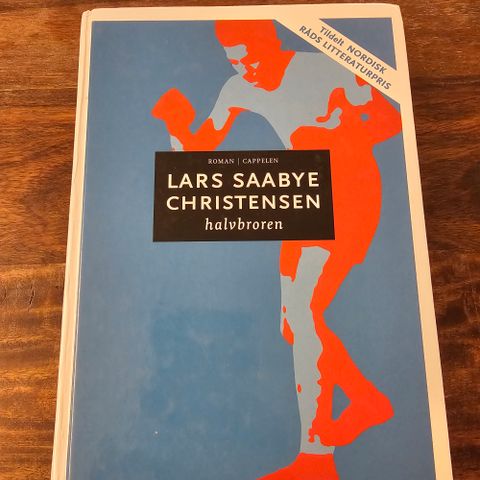 Tildelt NORDISK
RÅDS LITTERATURPRIS
ROMAN | CAPPELEN
LARS SAABYE
CHRISTENSEN
halvbroren